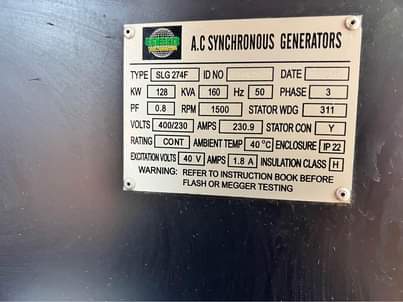 A.C SYNCHRONOUS GENERATORS
TYPE SLG 274F ID NO DATE
KW 128 KVA 160 Hz 50 PHASE 3
PF 0.8 RPM 1500 STATOR WDG 311
VOLTS 400/230 AMPS 230.9 STATOR CON Y
RATING CONT AMBIENT TEMP 40°C ENCLOSURE IP 22
EXCITATION VOLTS 40 V AMPS 1.8 A INSULATION CLASS H
WARNING: REFER TO INSTRUCTION BOOK BEFORE
FLASH OR MEGGER TESTING